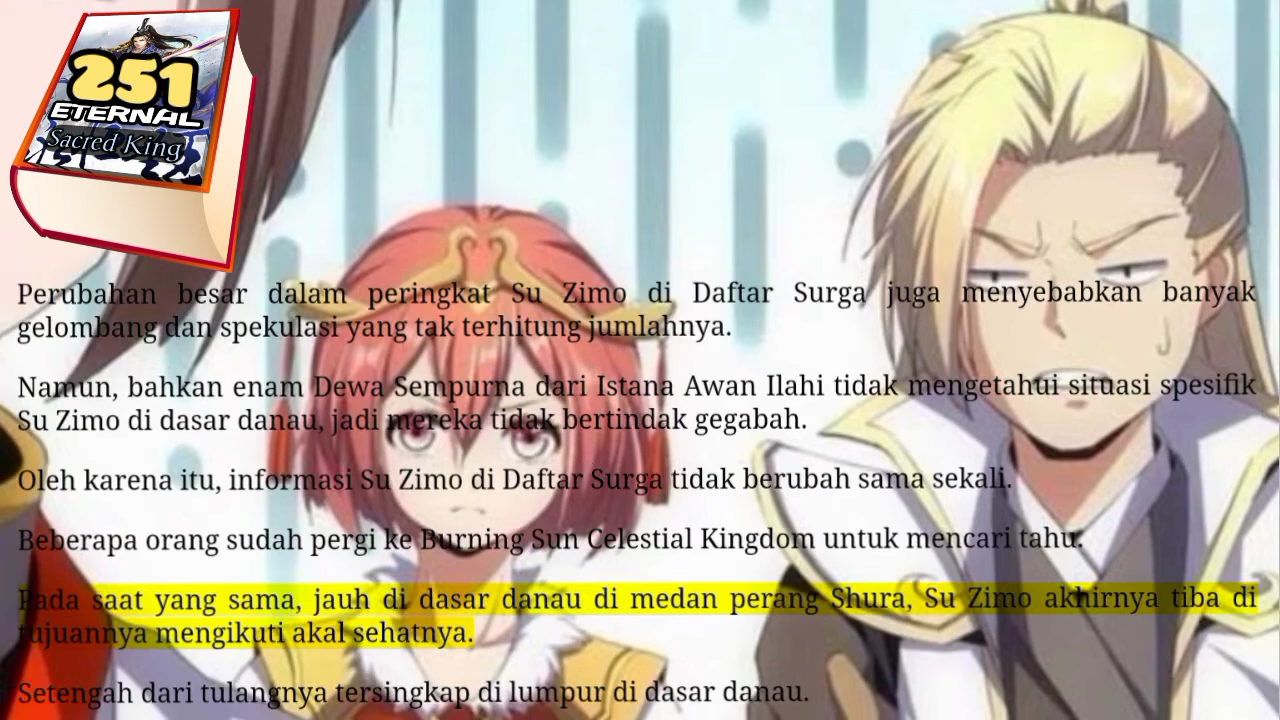 251
ETERNAL
Sacred King
Perubahan besar dalam peringkat Su Zimo di Daftar Surga juga menyebabkan banyak
gelombang dan spekulasi yang tak terhitung jumlahnya.
Namun, bahkan enam Dewa Sempurna dari Istana Awan Ilahi tidak mengetahui situasi spesifik
Su Zimo di dasar danau, jadi mereka tidak bertindak gegabah.
Oleh karena itu, informasi Su Zimo di Daftar Surga tidak berubah sama sekali.
Beberapa orang sudah pergi ke Burning Sun Celestial Kingdom untuk mencari tahu.
Pada saat yang sama, jauh di dasar danau di medan perang Shura, Su Zimo akhirnya tiba di
tujuannya mengikuti akal sehatnya.
Setengah dari tulangnya tersingkap di lumpur di dasar danau.